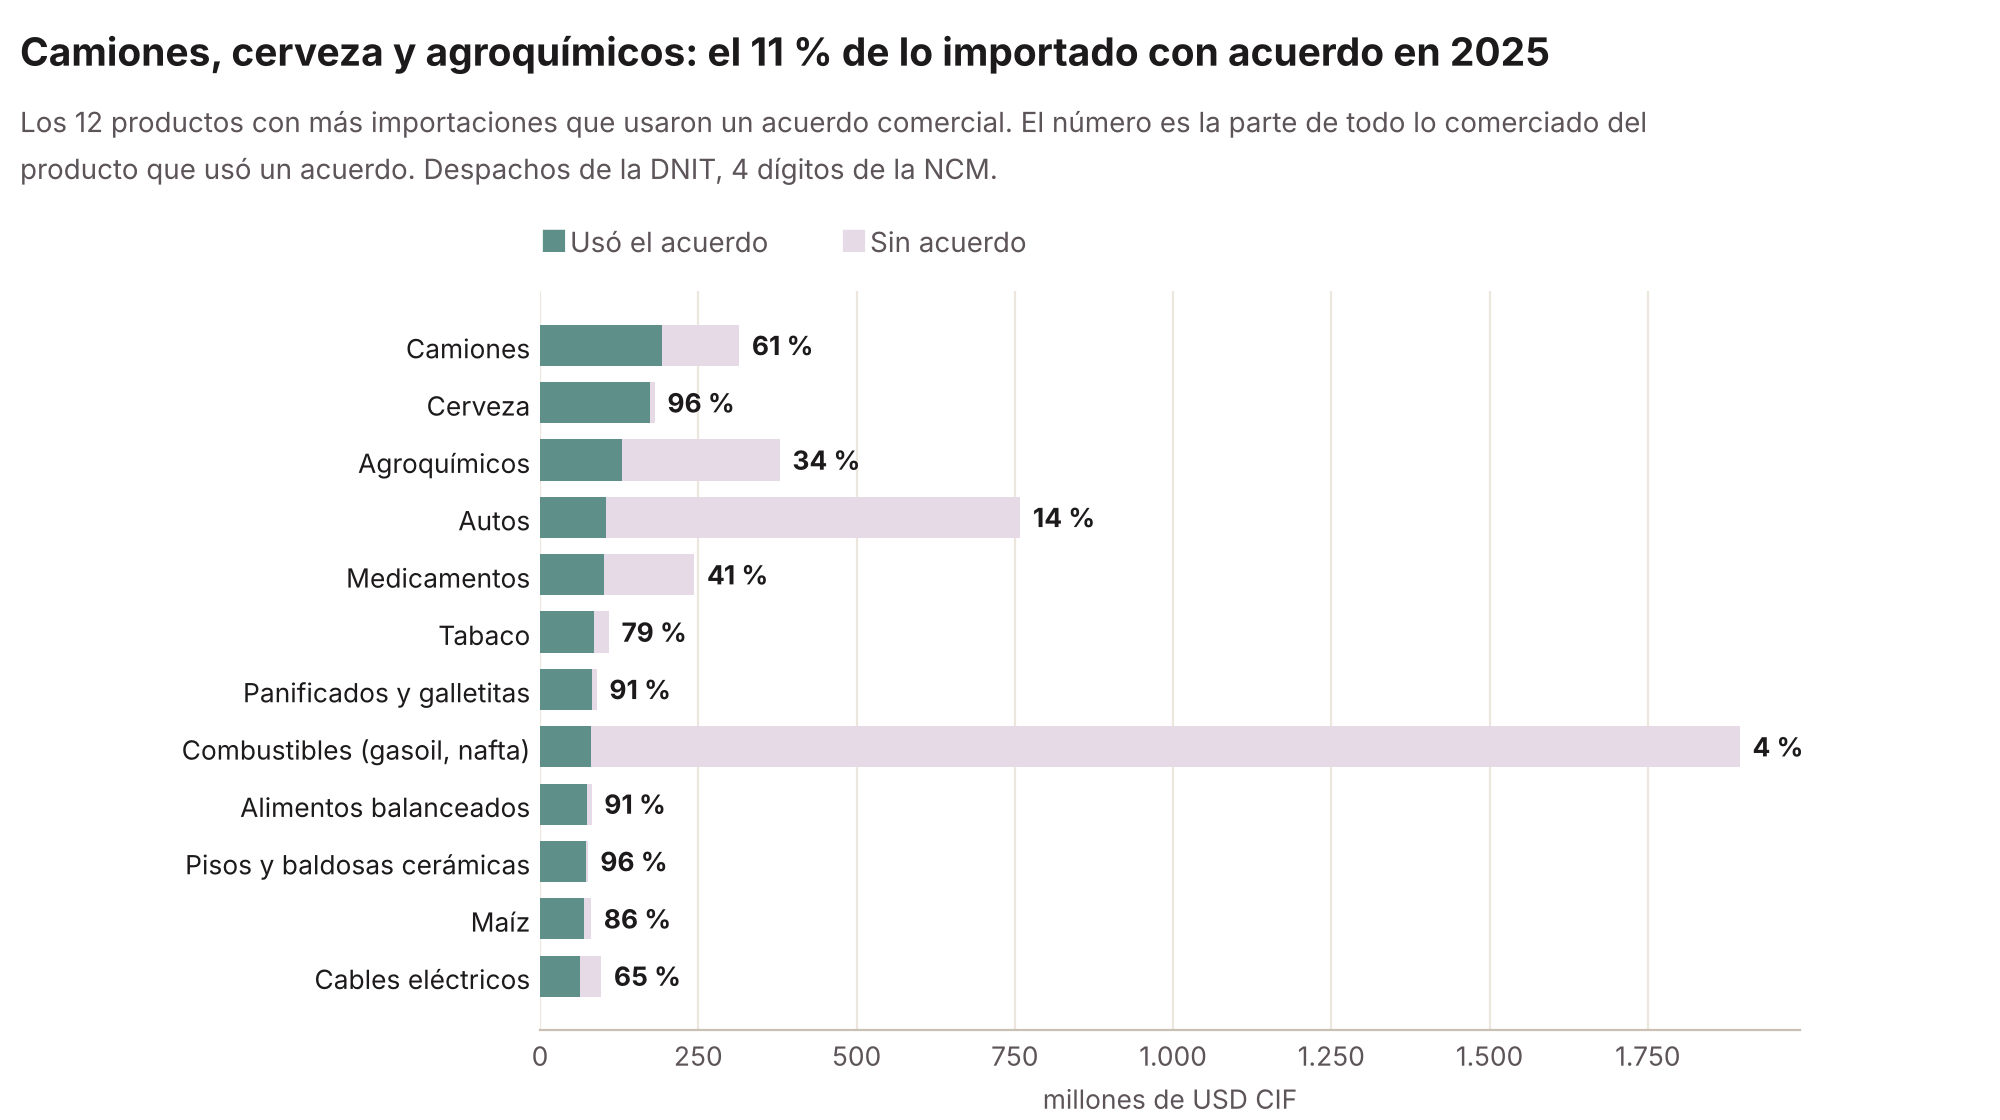 Camiones, cerveza y agroquímicos: el 11 % de lo importado con acuerdo en 2025
Los 12 productos con más importaciones que usaron un acuerdo comercial. El número es la parte de todo lo comerciado del
producto que usó un acuerdo. Despachos de la DNIT, 4 dígitos de la NCM.
Usó el acuerdo Sin acuerdo
Camiones 61 %
Cerveza 96 %
Agroquímicos 34 %
Autos 14 %
Medicamentos 41 %
Tabaco 79 %
Panificados y galletitas 91 %
Combustibles (gasoil, nafta) 4 %
Alimentos balanceados 91 %
Pisos y baldosas cerámicas 96 %
Maíz 86 %
Cables eléctricos 65 %
0 250 500 750 1.000 1.250 1.500 1.750
millones de USD CIF